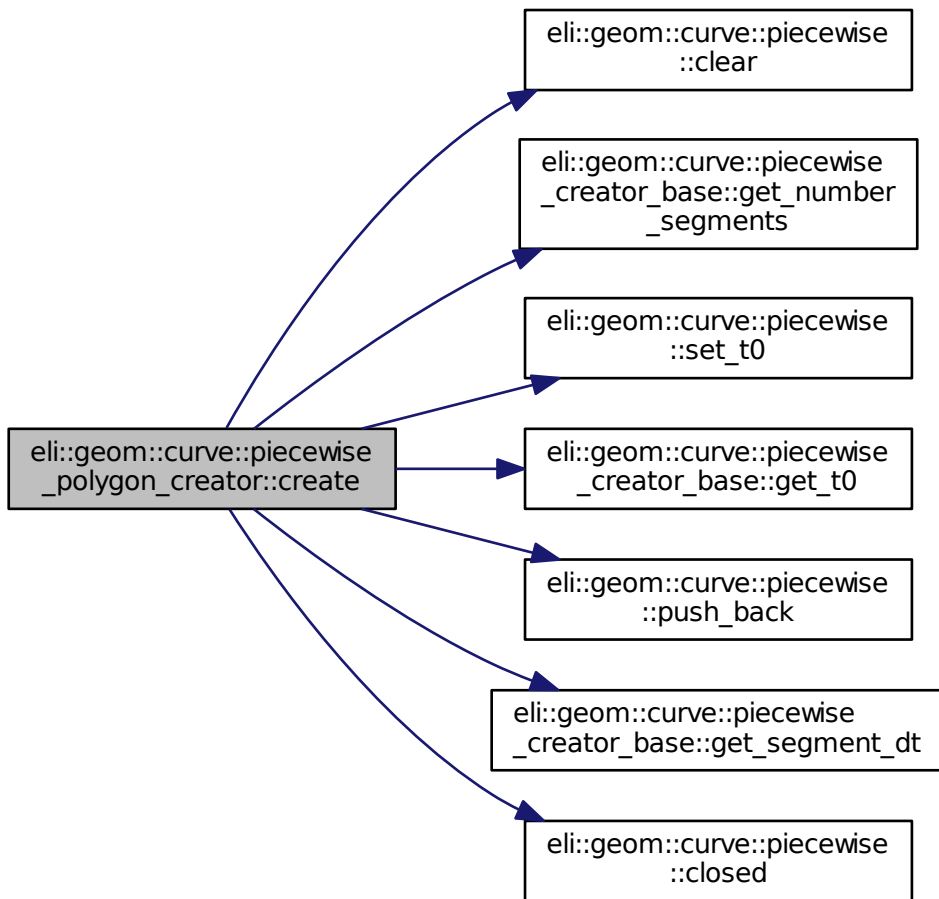 eli::geom::curve::piecewise
::clear
eli::geom::curve::piecewise
_creator_base::get_number
_segments
eli::geom::curve::piecewise
::set_t0
eli::geom::curve::piecewise
_polygon_creator::create
eli::geom::curve::piecewise
_creator_base::get_t0
eli::geom::curve::piecewise
::push_back
eli::geom::curve::piecewise
_creator_base::get_segment_dt
eli::geom::curve::piecewise
::closed